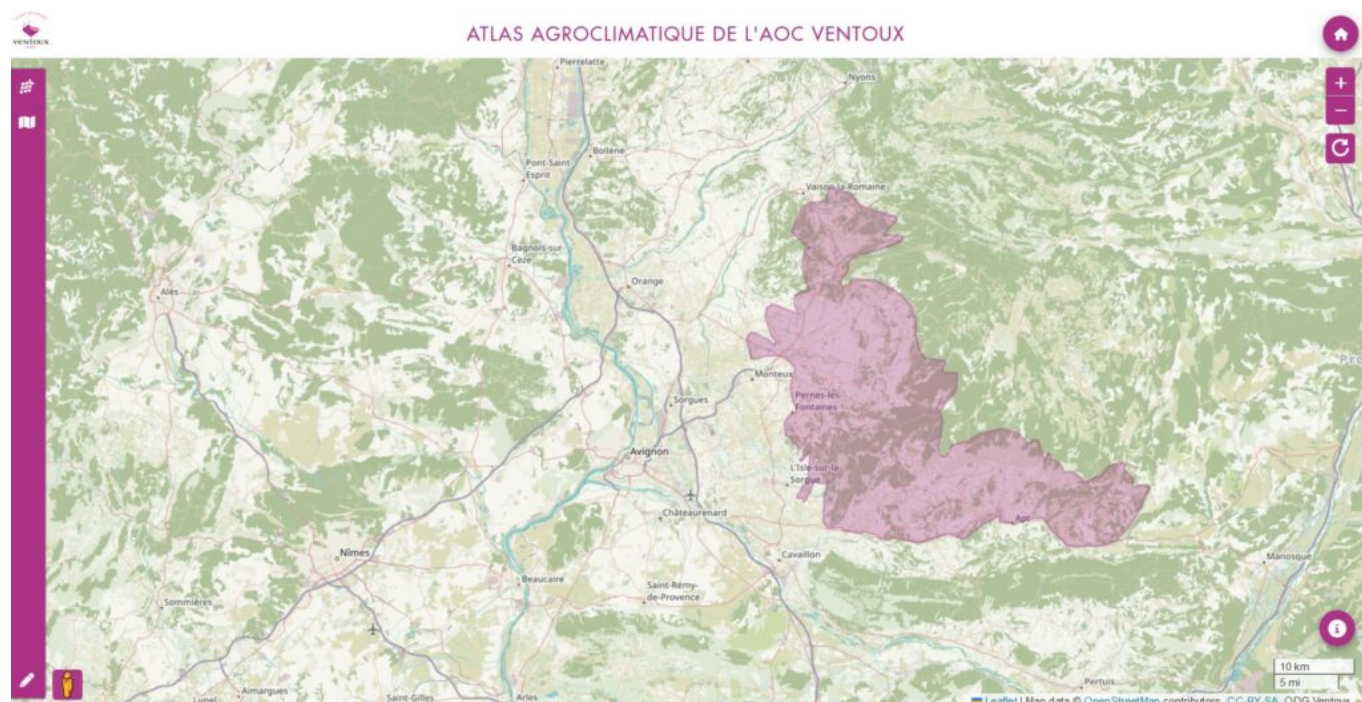 VENTOUX
ATLAS AGROCLIMATIQUE DE L'AOC VENTOUX
Pierrelatte
Nyons
+
−
Bollène
Pont-Saint
Esprit
Vaison-la-Romaine
Bagnols-sur-
Cèze
Orange
Alès
Monteux
Sorgues
Pernes-les
Fontaines
Avignon
L'Isle-sur-la
Sorgue
Châteaurenard
Apt
Nîmes
Cavaillon
Manosque
Beaucaire
Saint-Rémy-
de-Provence
Sommières
10 km
5 mi
Pertuis
Aimargues
Lunel
Saint-Gilles
Arles
Leaflet | Map data © OpenStreetMap contributors, CC-BY-SA, ODG Ventoux